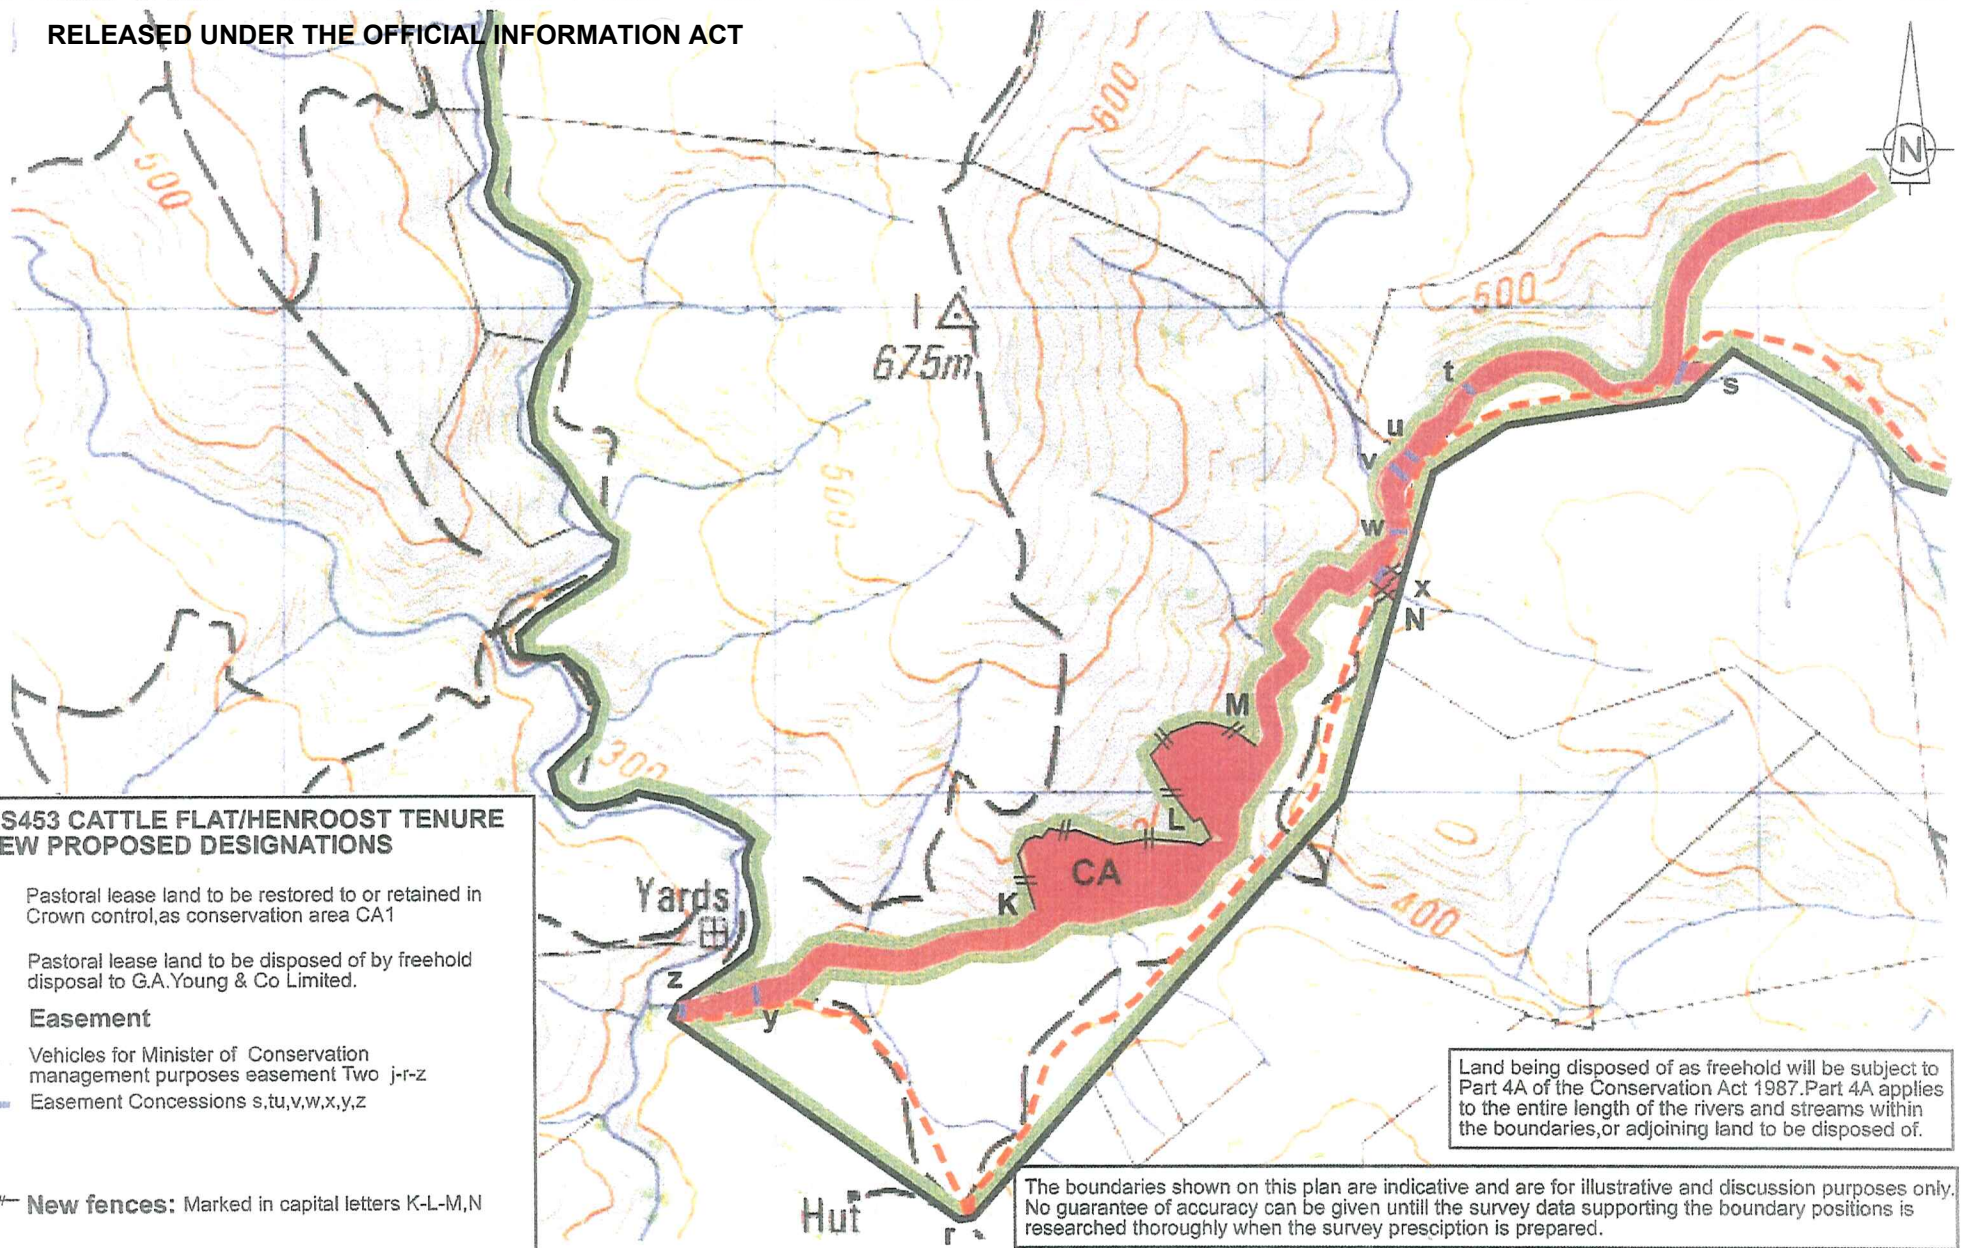 RELEASED UNDER THE OFFICIAL INFORMATION ACT
N
600
500
500
I
675m
t
s
u
v
500
w
x
N
M
300
L
CA
K
400
Yards
z
y
Hut
r
S453 CATTLE FLAT/HENROOST TENURE
EW PROPOSED DESIGNATIONS
Pastoral lease land to be restored to or retained in
Crown control,as conservation area CA1
Pastoral lease land to be disposed of by freehold
disposal to G.A.Young & Co Limited.
Easement
Vehicles for Minister of Conservation
management purposes easement Two j-r-z
Easement Concessions s,tu,v,w,x,y,z
New fences: Marked in capital letters K-L-M,N
Land being disposed of as freehold will be subject to
Part 4A of the Conservation Act 1987.Part 4A applies
to the entire length of the rivers and streams within
the boundaries,or adjoining land to be disposed of.
The boundaries shown on this plan are indicative and are for illustrative and discussion purposes only.
No guarantee of accuracy can be given untill the survey data supporting the boundary positions is
researched thoroughly when the survey presciption is prepared.